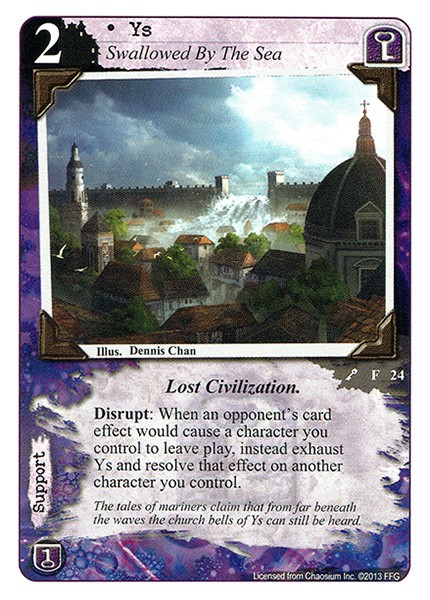 2
• Ys
Swallowed By The Sea
Illus. Dennis Chan
F 24
Lost Civilization.
Disrupt: When an opponent's card
effect would cause a character you
control to leave play, instead exhaust
Ys and resolve that effect on another
character you control.
The tales of mariners claim that from far beneath
the waves the church bells of Ys can still be heard.
Support
1
Licensed from Chaosium Inc. ©2013 FFG